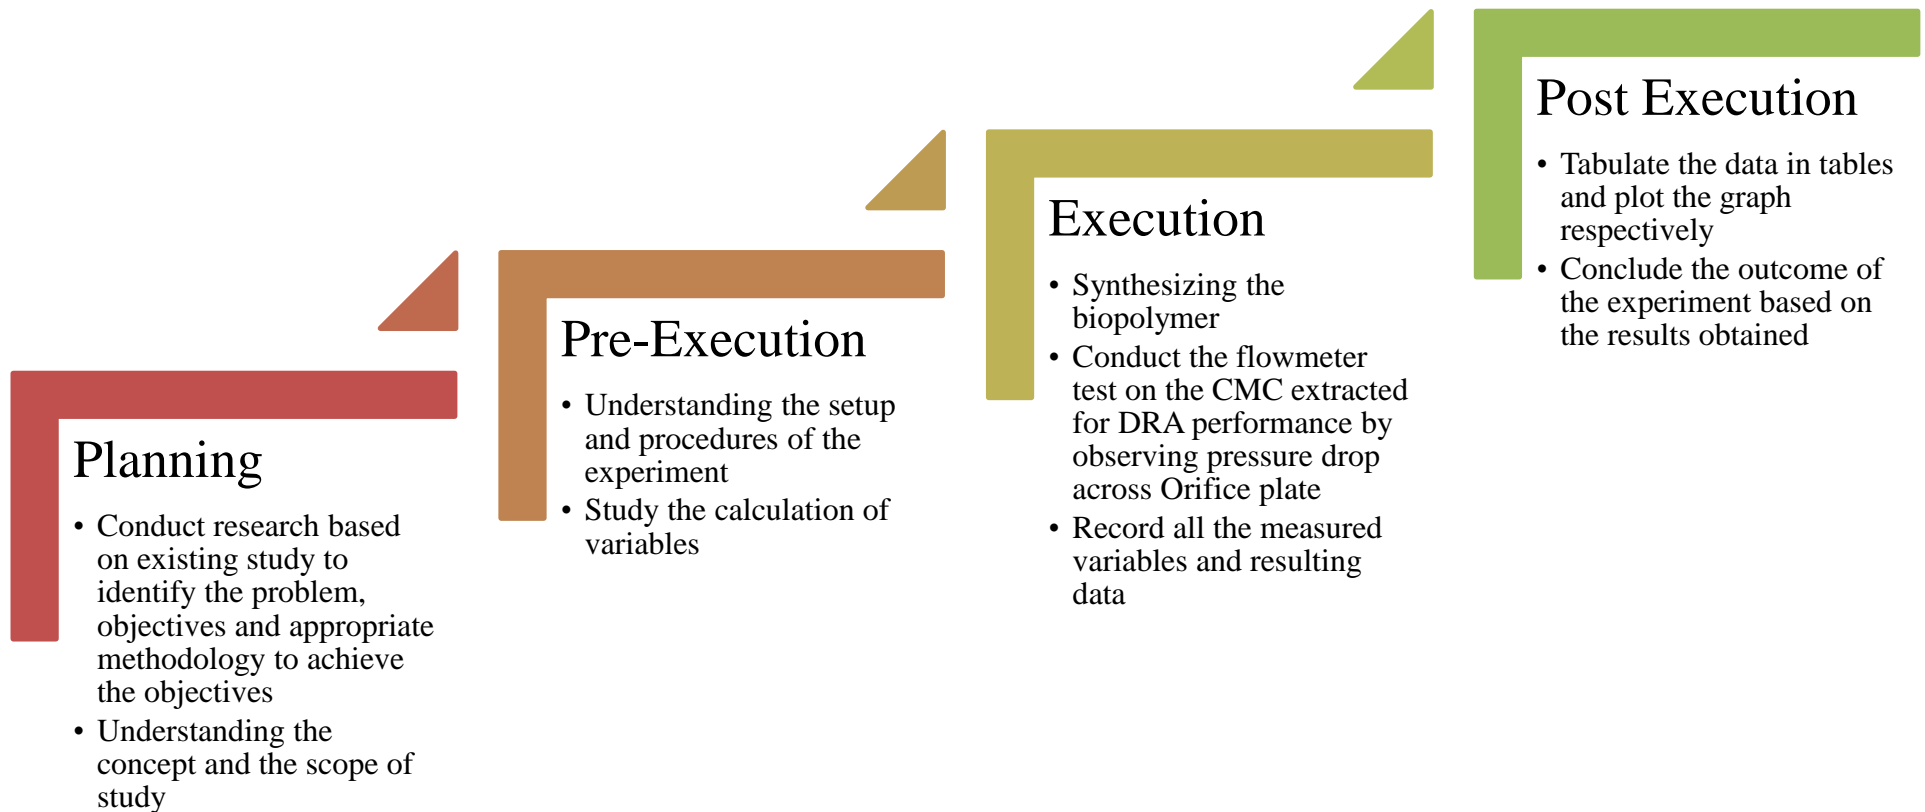 Planning
• Conduct research based
on existing study to
identify the problem,
objectives and appropriate
methodology to achieve
the objectives
• Understanding the
concept and the scope of
study
Pre-Execution
• Understanding the setup
and procedures of the
experiment
• Study the calculation of
variables
Execution
• Synthesizing the
biopolymer
• Conduct the flowmeter
test on the CMC extracted
for DRA performance by
observing pressure drop
across Orifice plate
• Record all the measured
variables and resulting
data
Post Execution
• Tabulate the data in tables
and plot the graph
respectively
• Conclude the outcome of
the experiment based on
the results obtained